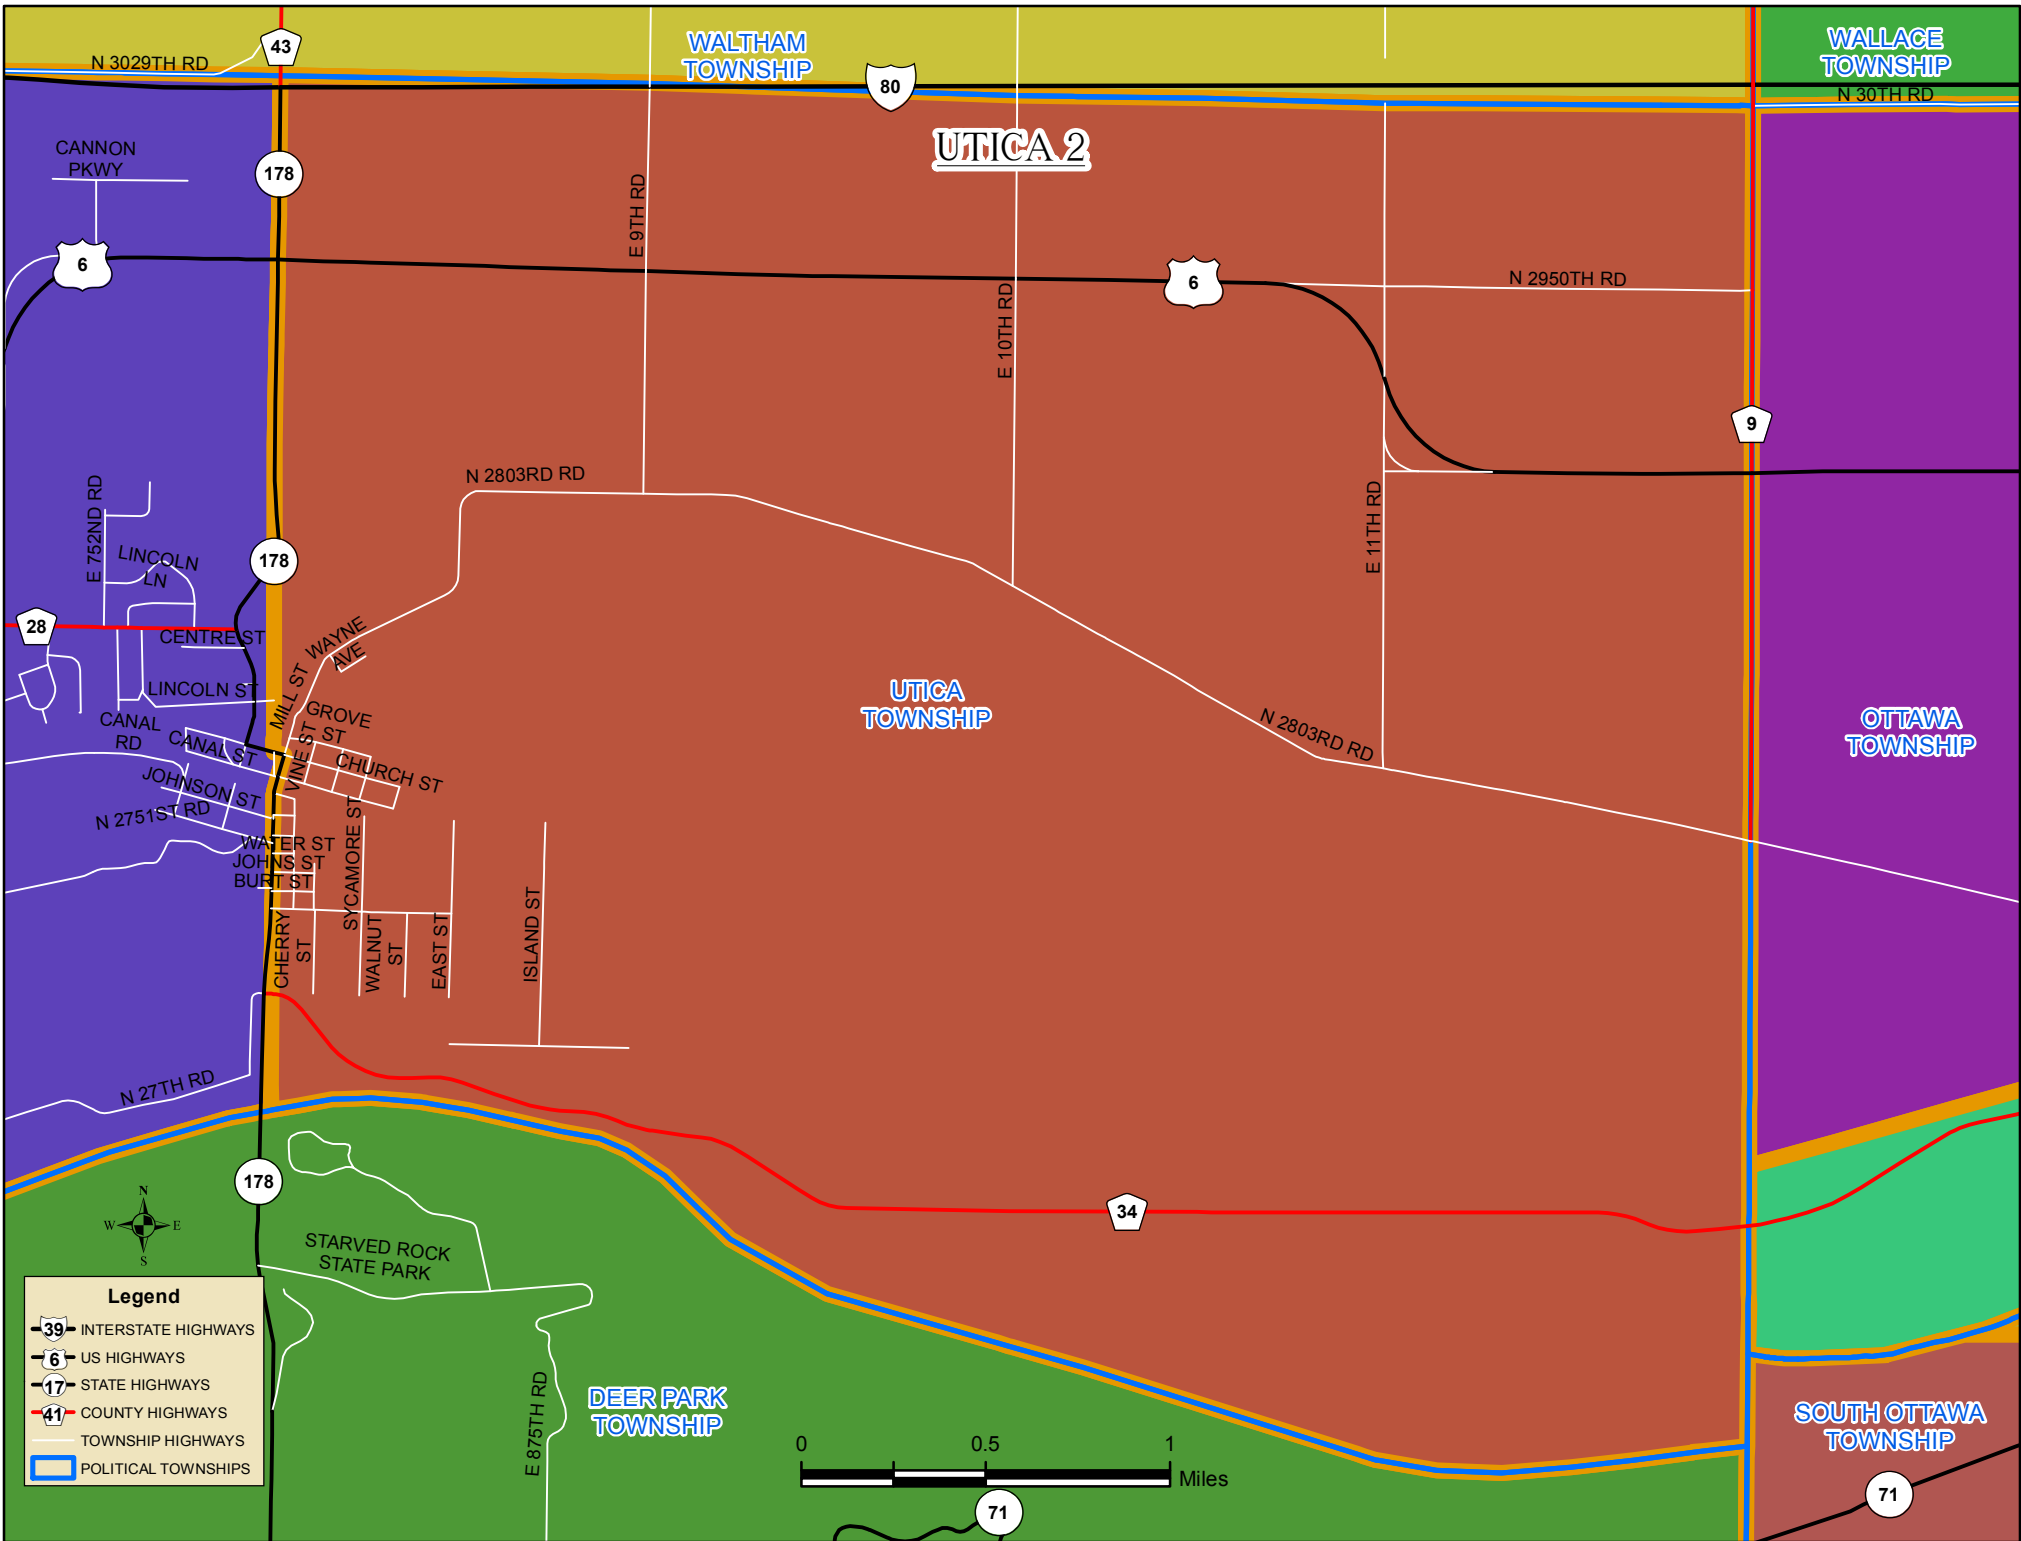 43
N 3029TH RD
WALTHAM
TOWNSHIP
WALLACE
TOWNSHIP
80
N 30TH RD
UTICA 2
CANNON
PKWY
178
E 9TH RD
6
6
N 2950TH RD
E 10TH RD
9
N 2803RD RD
E 752ND RD
E 11TH RD
LINCOLN
LN
178
28
CENTRE ST
WAYNE
AVE
MILL ST
LINCOLN ST
UTICA
TOWNSHIP
N 2803RD RD
OTTAWA
TOWNSHIP
GROVE
ST
CANAL
RD
CANAL ST
VINE ST
CHURCH ST
JOHNSON ST
N 2751ST RD
WATER ST
JOHNS ST
BURT ST
SYCAMORE ST
CHERRY
ST
WALNUT
ST
EAST ST
ISLAND ST
N 27TH RD
178
34
N
W E
S
STARVED ROCK
STATE PARK
Legend
39 INTERSTATE HIGHWAYS
6 US HIGHWAYS
17 STATE HIGHWAYS
41 COUNTY HIGHWAYS
TOWNSHIP HIGHWAYS
POLITICAL TOWNSHIPS
E 875TH RD
DEER PARK
TOWNSHIP
SOUTH OTTAWA
TOWNSHIP
0 0.5 1
Miles
71
71